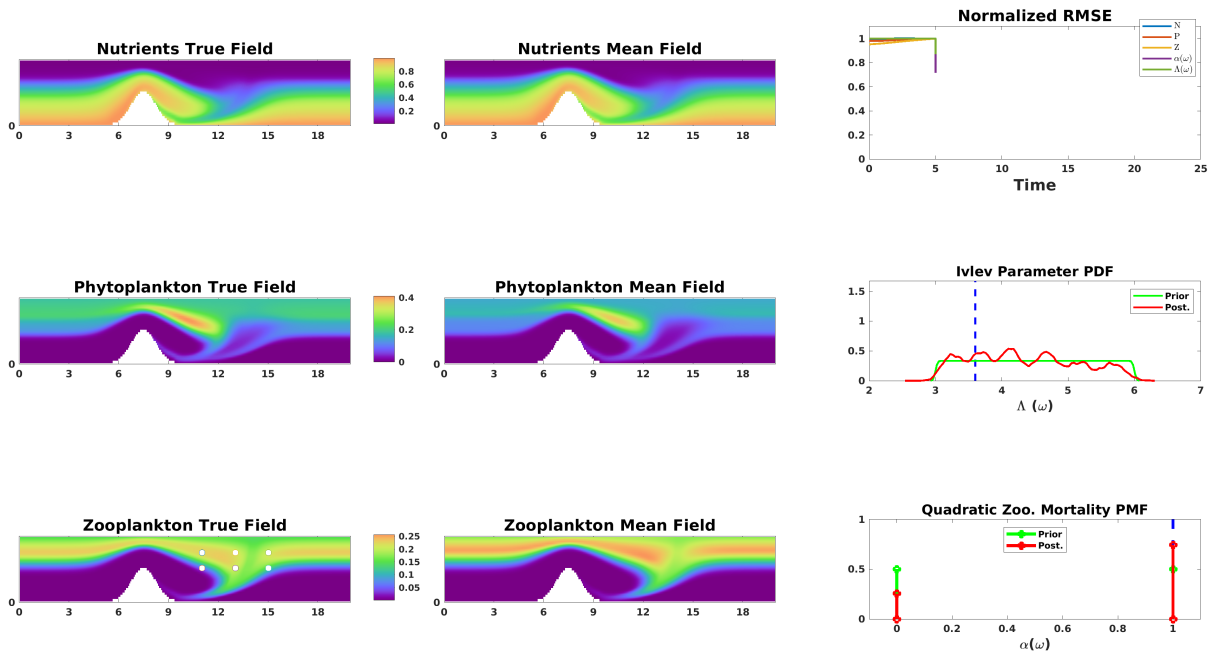 Nutrients True Field
0.8
0.6
0.4
0.2
0
0 3 6 9 12 15 18
Nutrients Mean Field
0
0 3 6 9 12 15 18
Normalized RMSE
N
P
Z
α(ω)
Λ(ω)
1
0.8
0.6
0.4
0.2
0
0 5 10 15 20 25
Time
Phytoplankton True Field
0.4
0.2
0
0
0 3 6 9 12 15 18
Phytoplankton Mean Field
0
0 3 6 9 12 15 18
Ivlev Parameter PDF
Prior
Post.
1.5
1
0.5
0
2 3 4 5 6 7
Λ (ω)
Zooplankton True Field
0.25
0.2
0.15
0.1
0.05
0
0 3 6 9 12 15 18
Zooplankton Mean Field
0
0 3 6 9 12 15 18
Quadratic Zoo. Mortality PMF
Prior
Post.
1
0.5
0
0 0.2 0.4 0.6 0.8 1
α(ω)